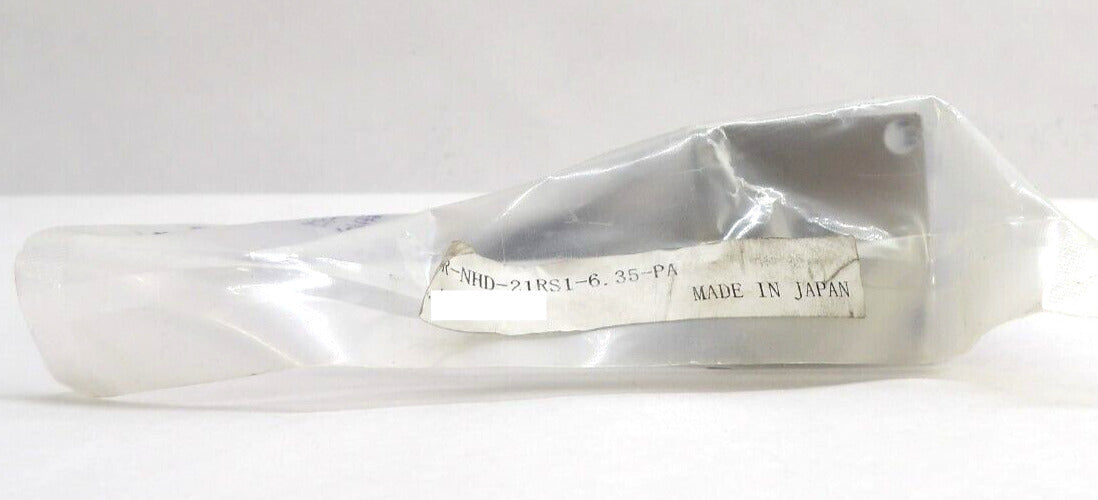 R-NHD-21RS1-6.35-PA
MADE IN JAPAN